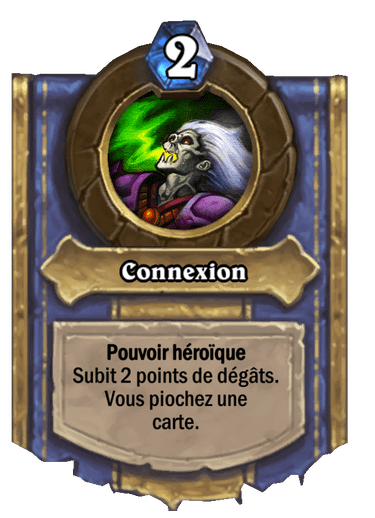 2
Connexion
Pouvoir héroïque
Subit 2 points de dégâts.
Vous piochez une
carte.